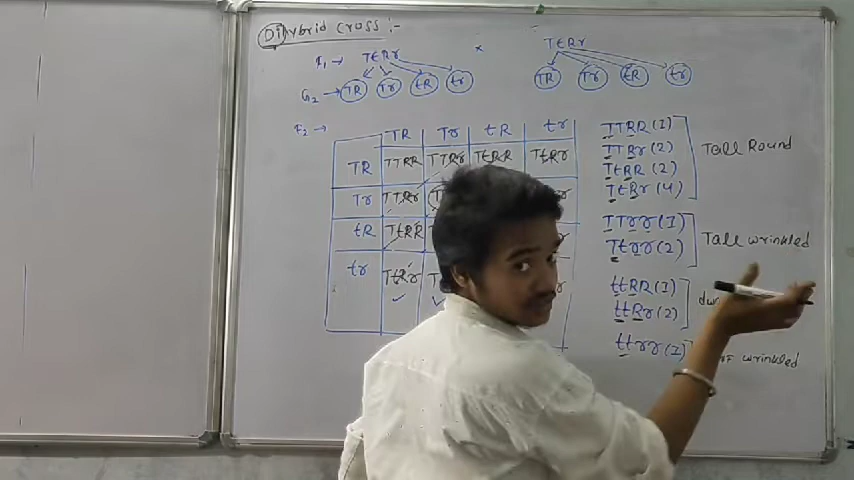 Dihybrid cross :-
F₁ → TtRr × TtRr
G₂ → TR Tr tR tr TR Tr tR tr
F₂ →
TR Tr tR tr
TR TTRR TTRr TtRR TtRr
Tr TTRr
tR TtRR
tr TtRr
TTRR (1)
TTRr (2)
TtRR (2)
TtRr (4)
Tall Round
TTrr (1)
Ttrr (2)
Tall wrinkled
ttRR (1)
ttRr (2)
ttrr (1)
wrinkled